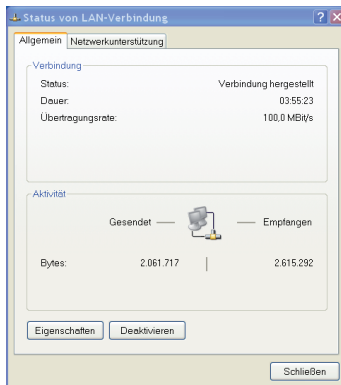 Status von LAN-Verbindung
Allgemein Netzwerkunterstützung
Verbindung
Status: Verbindung hergestellt
Dauer: 03:55:23
Übertragungsrate: 100,0 MBit/s
Aktivität
Gesendet Empfangen
Bytes: 2.061.717 2.615.292
Eigenschaften Deaktivieren
Schließen